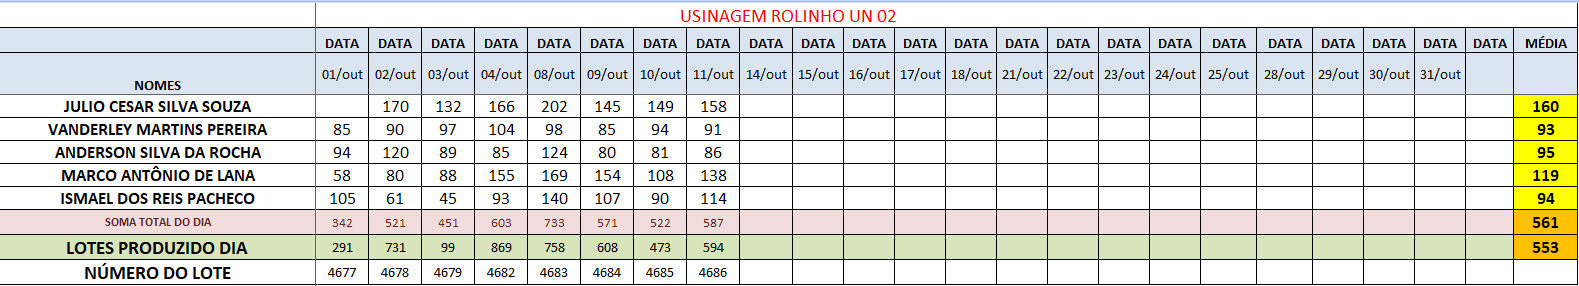 USINAGEM ROLINHO UN 02
DATA DATA DATA DATA DATA DATA DATA DATA DATA DATA DATA DATA DATA DATA DATA DATA DATA DATA DATA DATA DATA DATA DATA MÉDIA
NOMES 01/out 02/out 03/out 04/out 08/out 09/out 10/out 11/out 14/out 15/out 16/out 17/out 18/out 21/out 22/out 23/out 24/out 25/out 28/out 29/out 30/out 31/out
JULIO CESAR SILVA SOUZA 170 132 166 202 145 149 158 160
VANDERLEY MARTINS PEREIRA 85 90 97 104 98 85 94 91 93
ANDERSON SILVA DA ROCHA 94 120 89 85 124 80 81 86 95
MARCO ANTÔNIO DE LANA 58 80 88 155 169 154 108 138 119
ISMAEL DOS REIS PACHECO 105 61 45 93 140 107 90 114 94
SOMA TOTAL DO DIA 342 521 451 603 733 571 522 587 561
LOTES PRODUZIDO DIA 291 731 99 869 758 608 473 594 553
NÚMERO DO LOTE 4677 4678 4679 4682 4683 4684 4685 4686